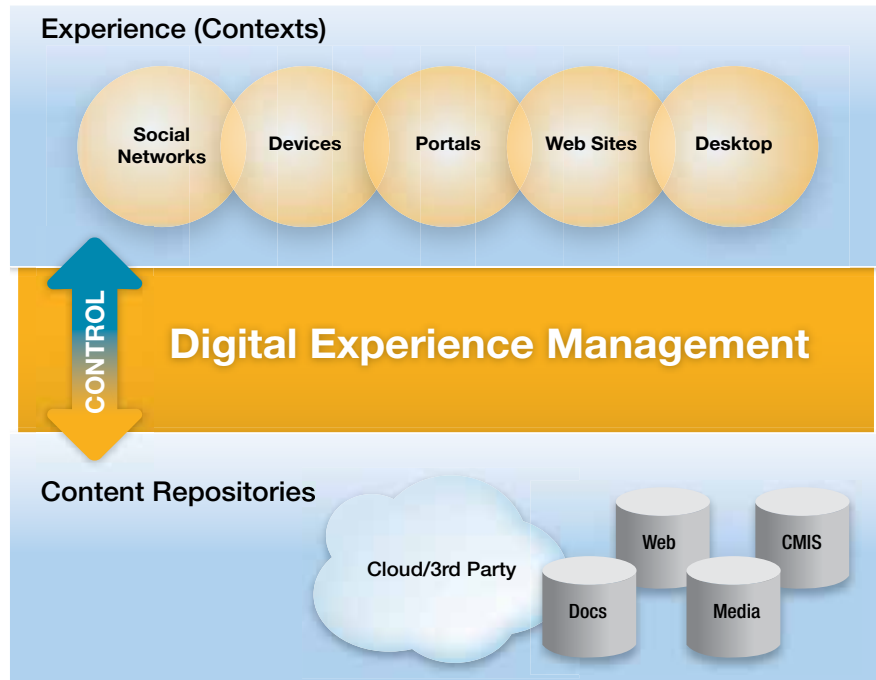 Experience (Contexts)
Social
Networks
Devices
Portals
Web Sites
Desktop
CONTROL
Digital Experience Management
Content Repositories
Cloud/3rd Party
Web
CMIS
Docs
Media